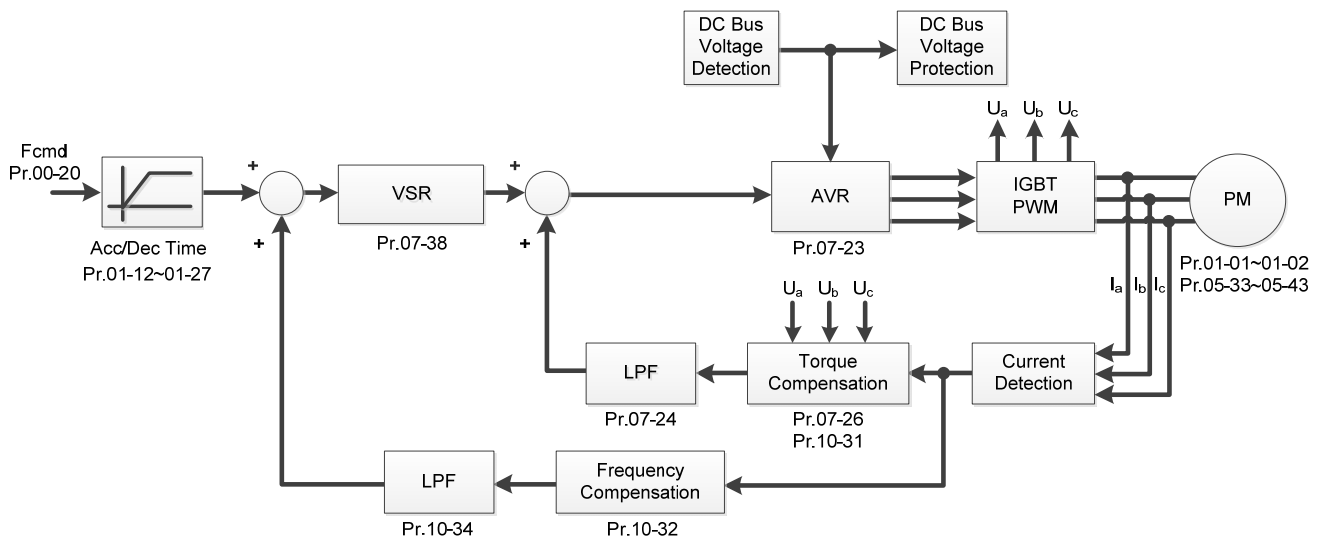 DC Bus
Voltage
Detection
DC Bus
Voltage
Protection
Ua
Ub
Uc
Fcmd
Pr.00-20
Acc/Dec Time
Pr.01-12~01-27
+
+
VSR
Pr.07-38
+
+
AVR
Pr.07-23
IGBT
PWM
PM
Pr.01-01~01-02
Pr.05-33~05-43
Ia
Ib
Ic
Ua
Ub
Uc
LPF
Pr.07-24
Torque
Compensation
Pr.07-26
Pr.10-31
Current
Detection
LPF
Pr.10-34
Frequency
Compensation
Pr.10-32